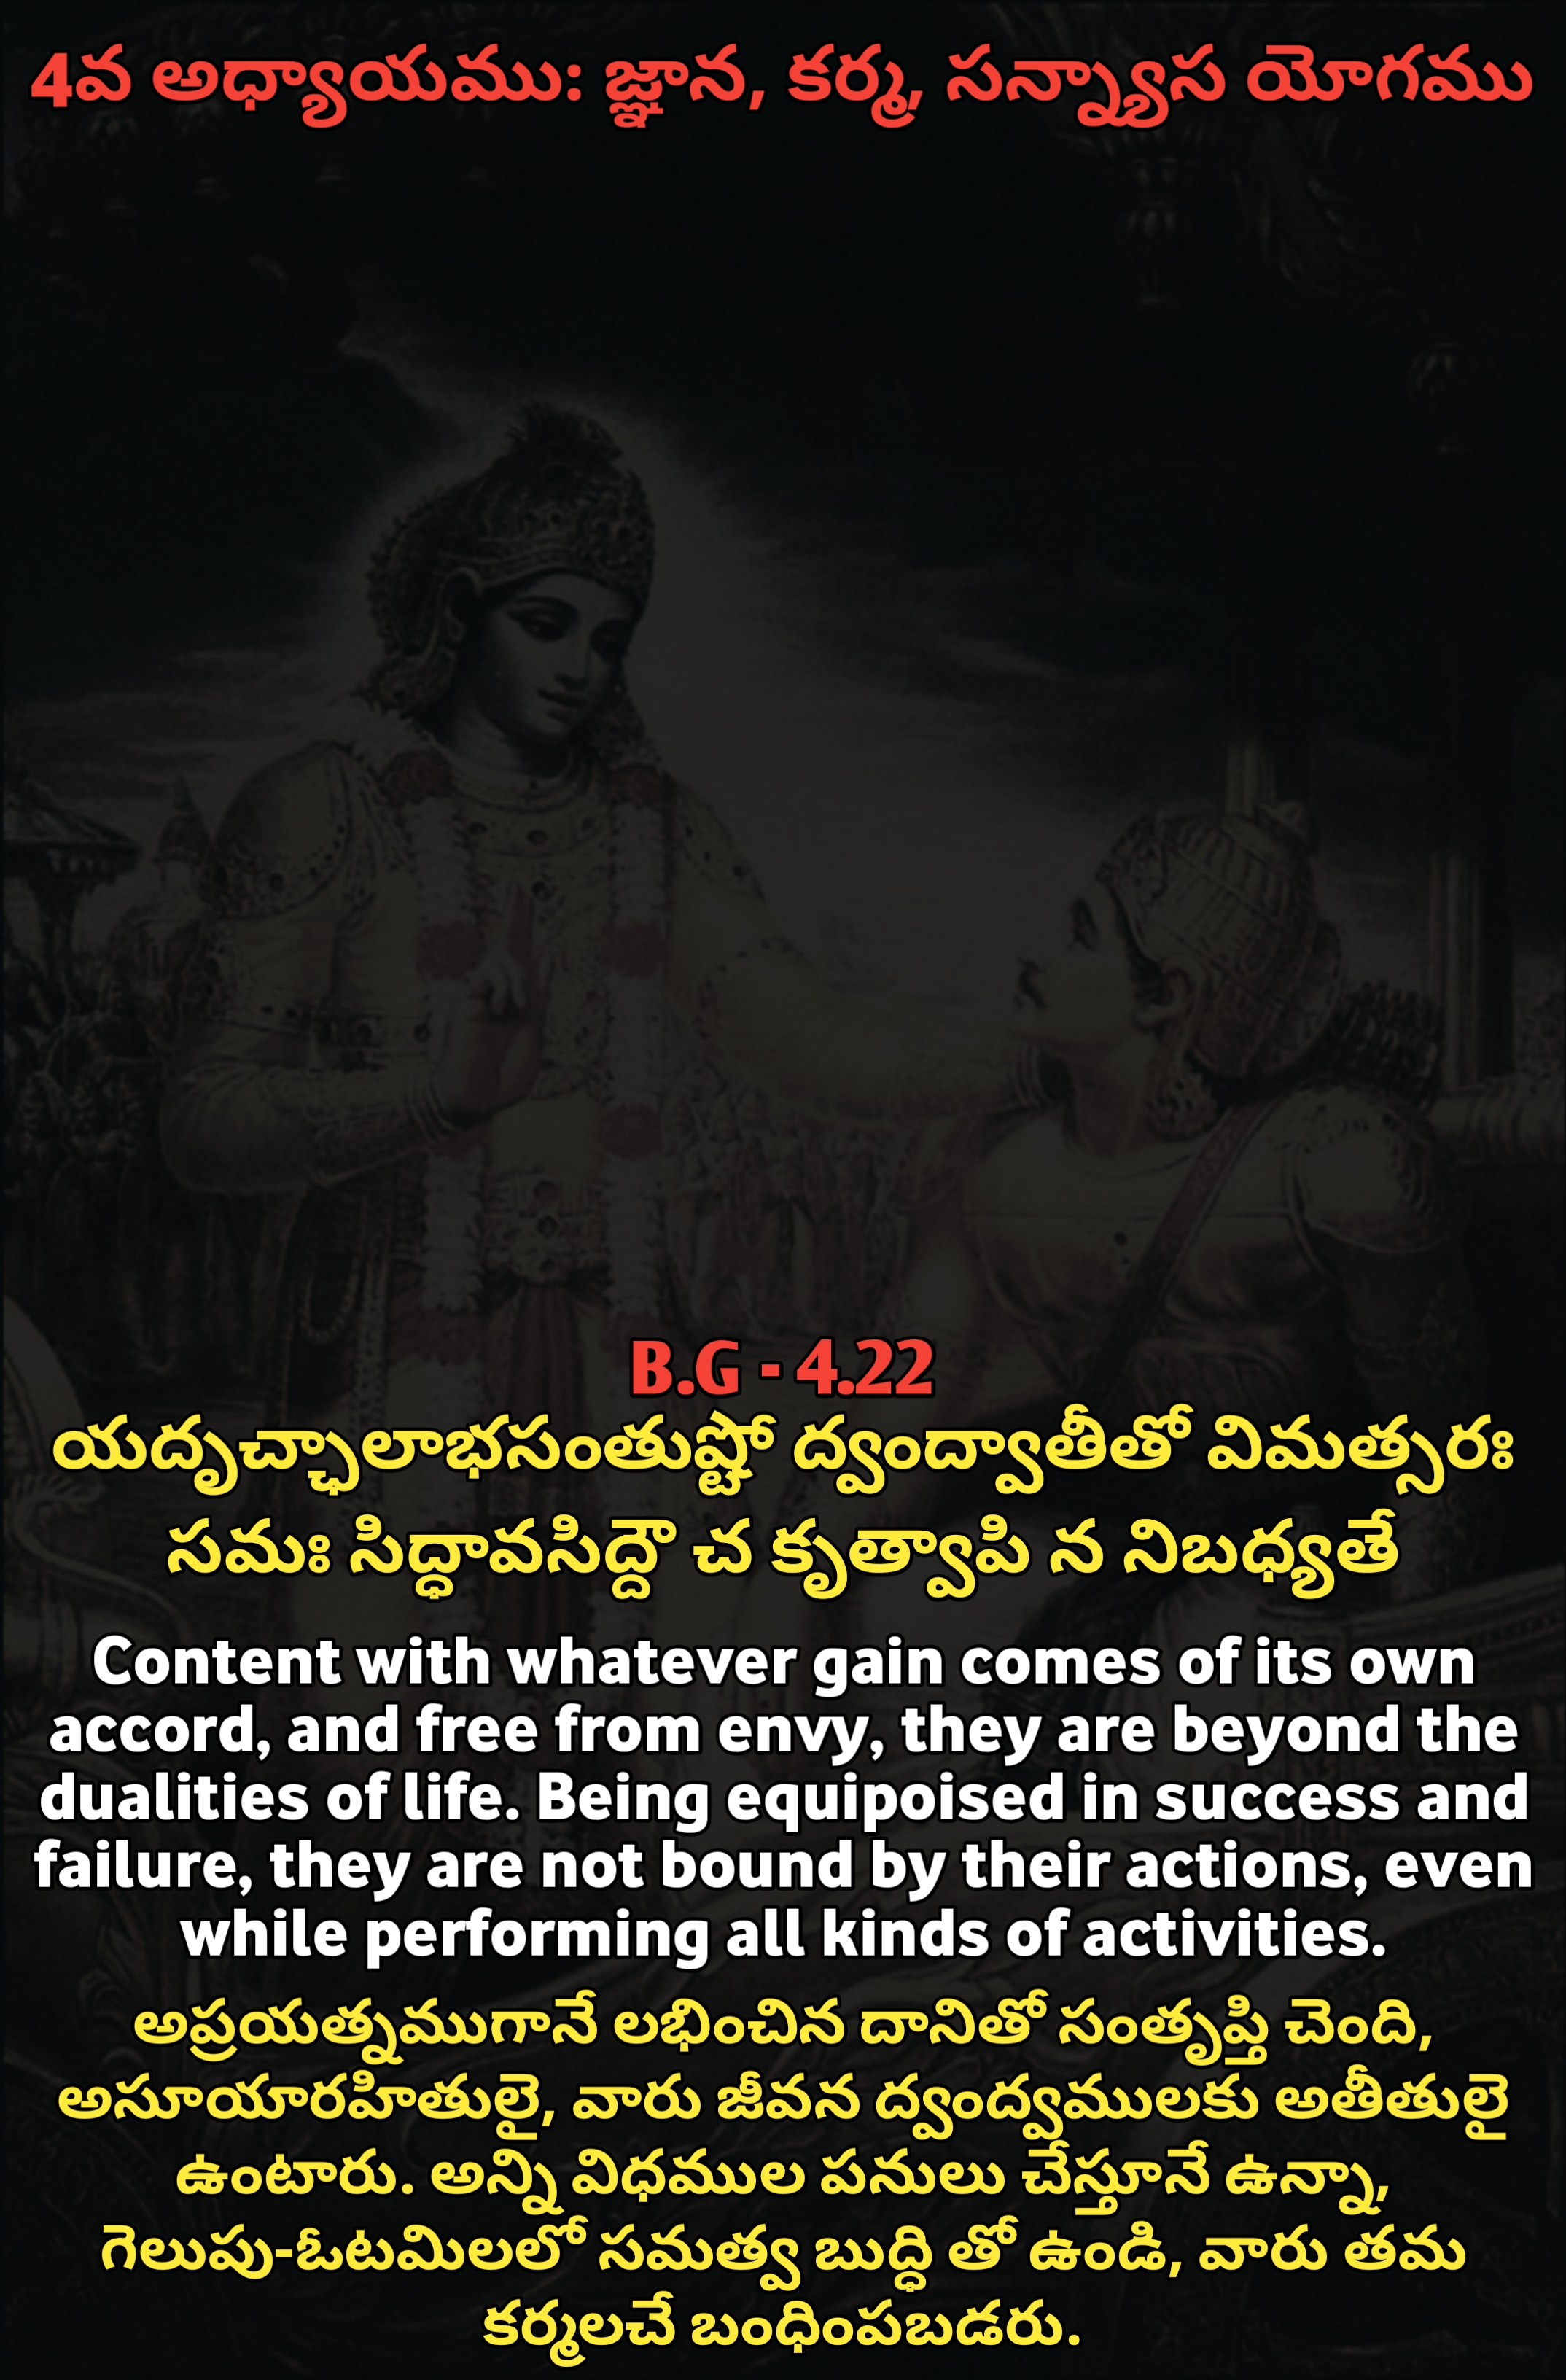 4వ అధ్యాయము: జ్ఞాన, కర్మ, సన్న్యాస యోగము
B.G - 4.22
యదృచ్ఛాలాభసంతుష్టో ద్వంద్వాతీతో విమత్సరః
సమః సిద్ధావసిద్ధౌ చ కృత్వాపి న నిబధ్యతే
Content with whatever gain comes of its own
accord, and free from envy, they are beyond the
dualities of life. Being equipoised in success and
failure, they are not bound by their actions, even
while performing all kinds of activities.
అప్రయత్నముగానే లభించిన దానితో సంతృప్తి చెంది,
అసూయారహితులై, వారు జీవన ద్వంద్వములకు అతీతులై
ఉంటారు. అన్ని విధముల పనులు చేస్తూనే ఉన్నా,
గెలుపు-ఓటమిలలో సమత్వ బుద్ధి తో ఉండి, వారు తమ
కర్మలచే బంధింపబడరు.